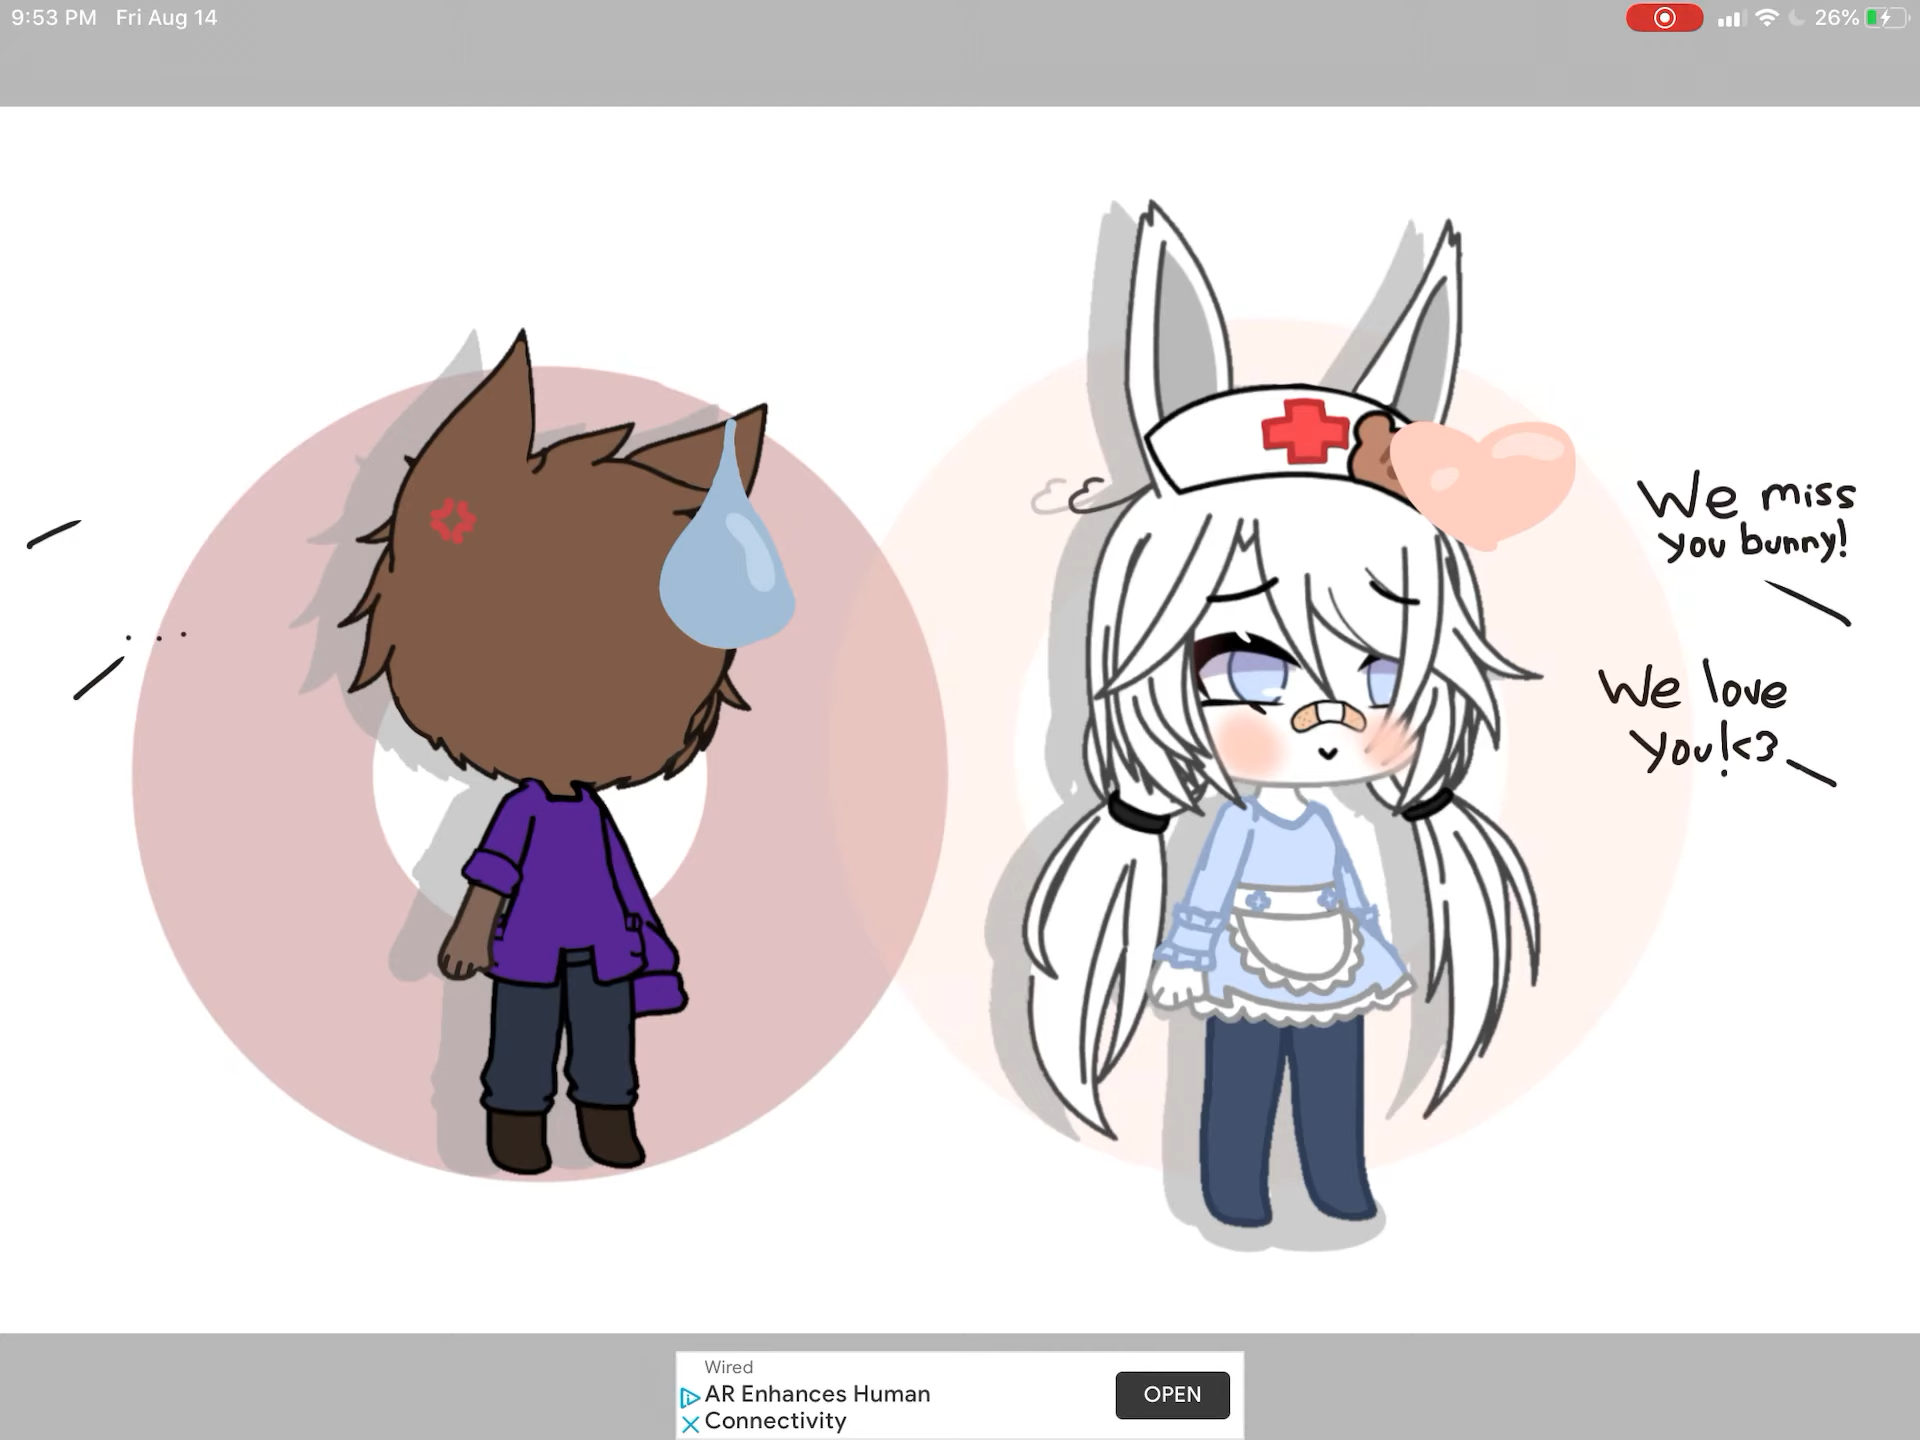 9:53 PM Fri Aug 14
26%
We miss
you bunny!
...
We love
you!<3
Wired
AR Enhances Human
Connectivity
OPEN